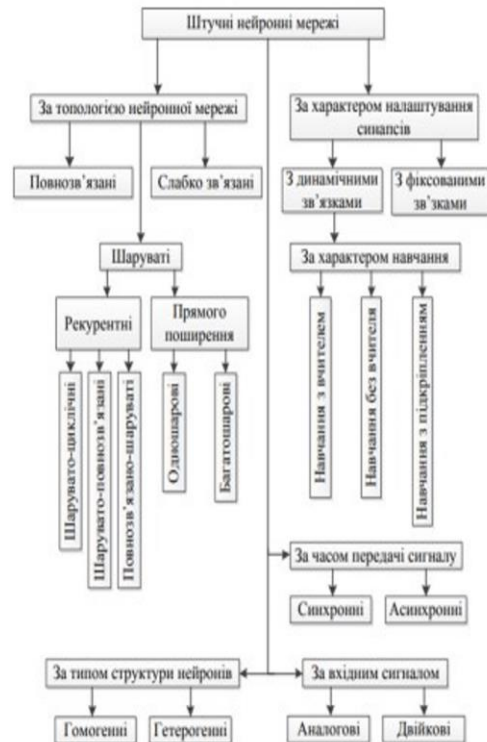 Штучні нейронні мережі
За топологією нейронної мережі
За характером налаштування
синапсів
Повнозв'язані
Слабко зв'язані
З динамічними
зв'язками
З фіксованими
зв'зками
Шаруваті
За характером навчання
Рекурентні
Прямого
поширення
Шарувато-циклічні
Шарувато-повнозв'язані
Повнозв'язано-шаруваті
Одношарові
Багатошарові
Навчання з вчителем
Навчання без вчителя
Навчання з підкріпленням
За часом передачі сигналу
Синхронні
Асинхронні
За типом структури нейронів
За вхідним сигналом
Гомогенні
Гетерогенні
Аналогові
Двійкові